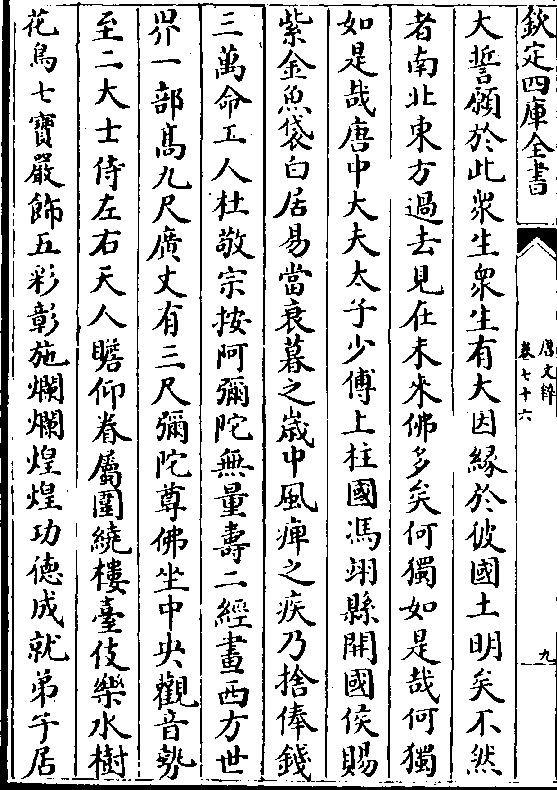 欽定四庫全書
唐文粹
卷七十六
九
大誓願於此衆生衆生有大因緣於彼國土明矣不然
者南北東方過去見在未來佛多矣何獨如是哉何獨
如是哉唐中大夫太子少傅上柱國馮翊縣開國侯賜
紫金魚袋白居易當衰暮之歲中風痺之疾乃捨俸錢
三萬命工人杜敬宗按阿彌陀無量壽二經畫西方世
界一部髙九尺廣丈有三尺彌陀尊佛坐中央觀音勢
至二大士侍左右天人瞻仰眷屬圍繞樓臺伎樂水樹
花鳥七寶嚴飾五彩彰施爛爛煌煌功德成就弟子居